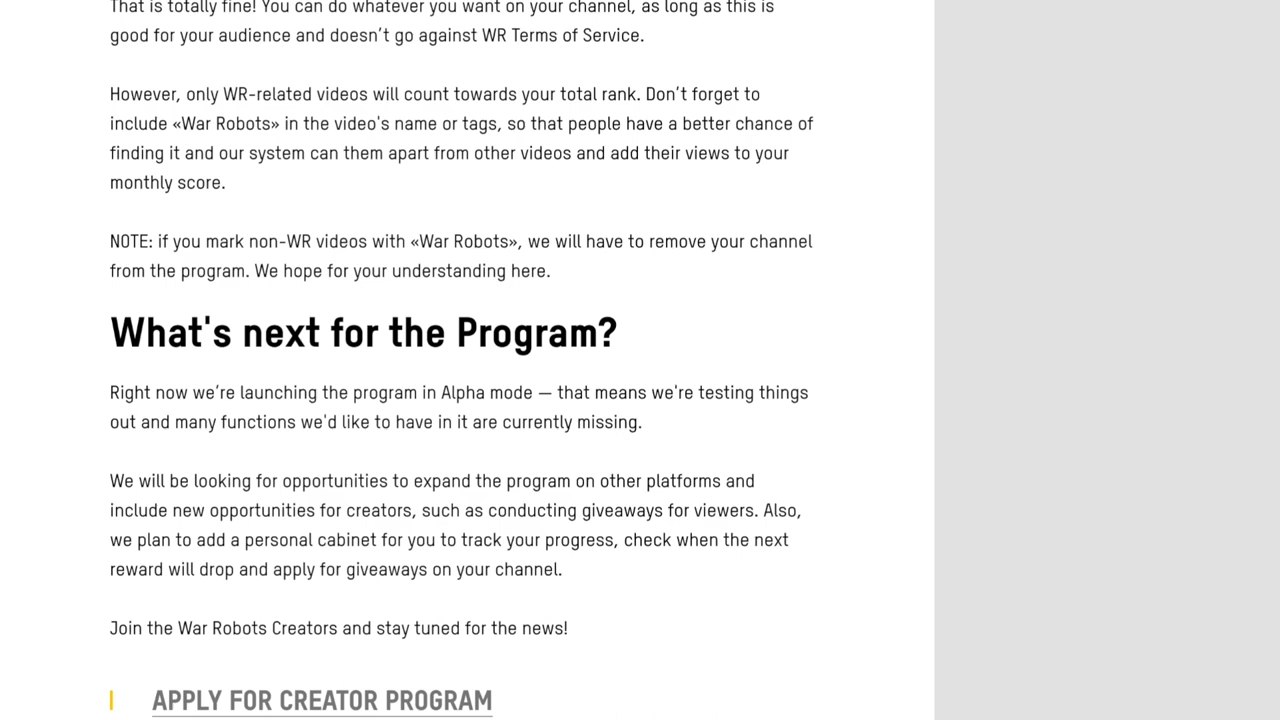 That is totally fine! You can do whatever you want on your channel, as long as this is
good for your audience and doesn't go against WR Terms of Service.
However, only WR-related videos will count towards your total rank. Don't forget to
include «War Robots» in the video's name or tags, so that people have a better chance of
finding it and our system can them apart from other videos and add their views to your
monthly score.
NOTE: if you mark non-WR videos with «War Robots», we will have to remove your channel
from the program. We hope for your understanding here.
What's next for the Program?
Right now we're launching the program in Alpha mode — that means we're testing things
out and many functions we'd like to have in it are currently missing.
We will be looking for opportunities to expand the program on other platforms and
include new opportunities for creators, such as conducting giveaways for viewers. Also,
we plan to add a personal cabinet for you to track your progress, check when the next
reward will drop and apply for giveaways on your channel.
Join the War Robots Creators and stay tuned for the news!
APPLY FOR CREATOR PROGRAM